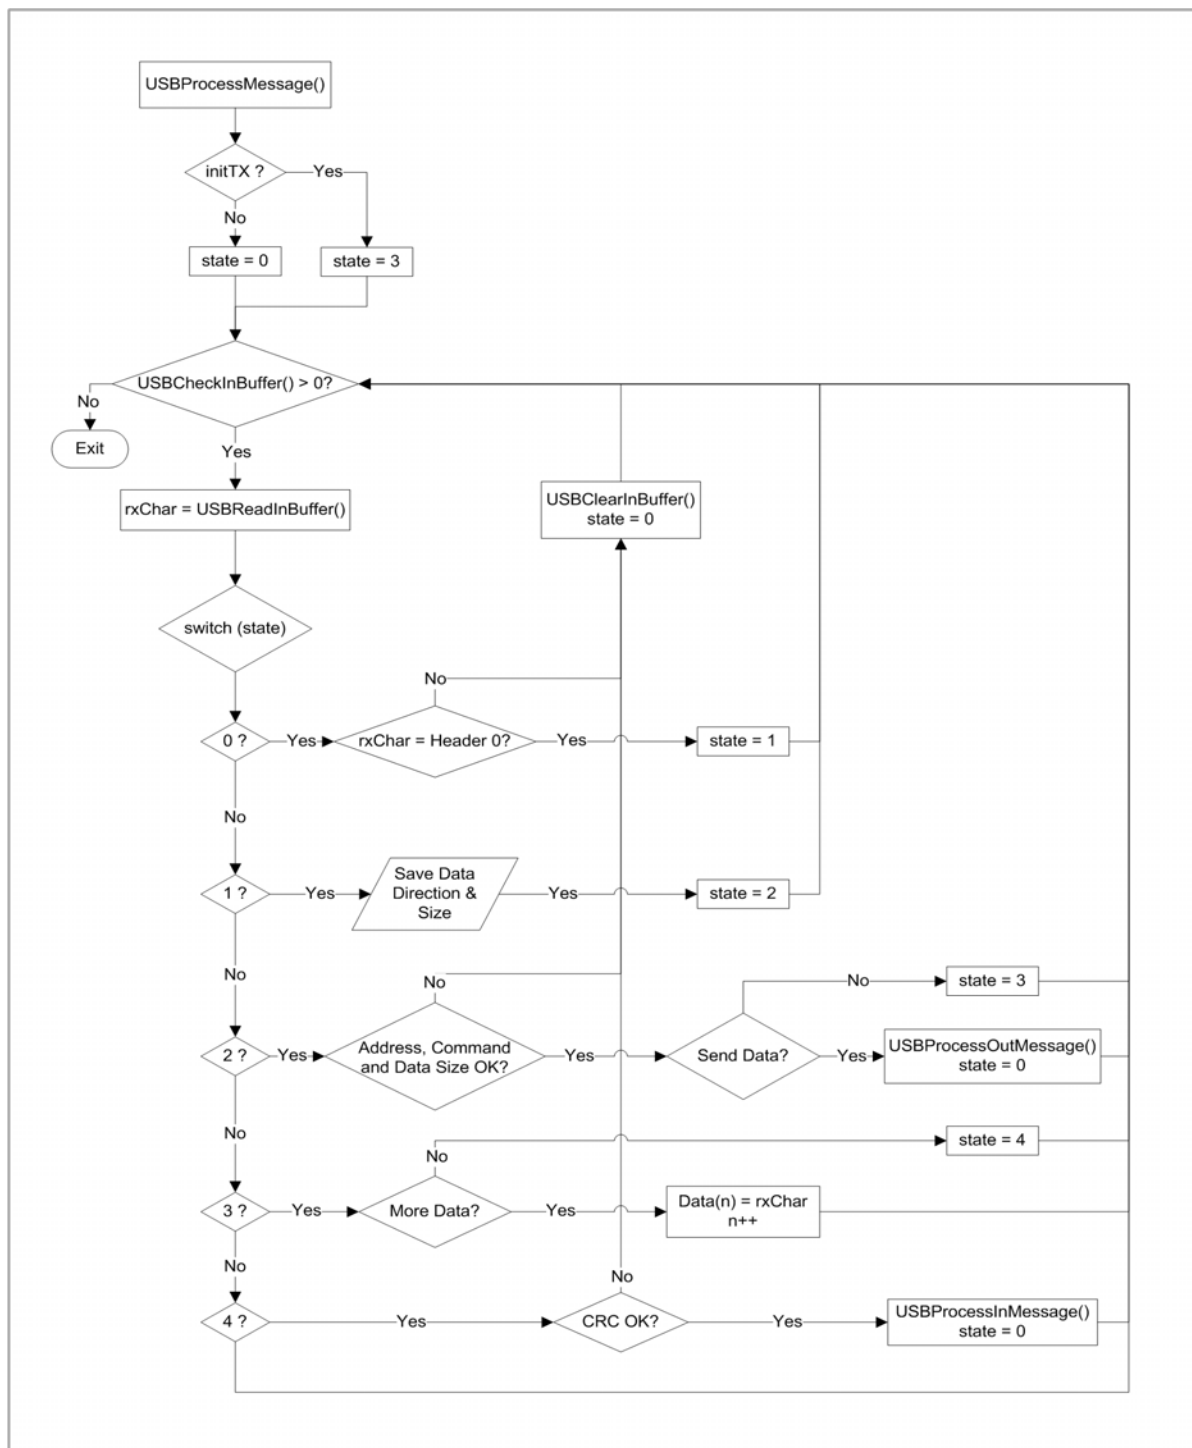 USBProcessMessage()
initTX ?
Yes
No
state = 0
state = 3
USBCheckInBuffer() > 0?
No
Exit
Yes
rxChar = USBReadInBuffer()
USBClearInBuffer()
state = 0
switch (state)
No
0 ?
Yes
rxChar = Header 0?
Yes
state = 1
No
1 ?
Yes
Save Data
Direction &
Size
Yes
state = 2
No
No
No
state = 3
2 ?
Yes
Address, Command
and Data Size OK?
Yes
Send Data?
Yes
USBProcessOutMessage()
state = 0
No
No
state = 4
3 ?
Yes
More Data?
Yes
Data(n) = rxChar
n++
No
No
4 ?
Yes
CRC OK?
Yes
USBProcessInMessage()
state = 0